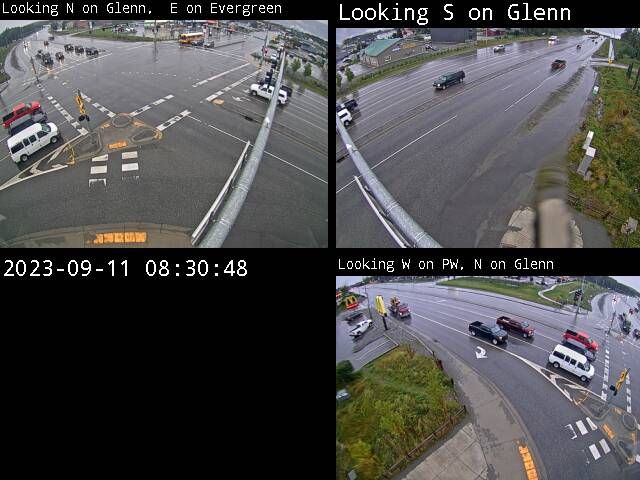 Looking N on Glenn,  E on Evergreen
Looking S on Glenn
2023-09-11 08:30:48
Looking W on PW, N on Glenn